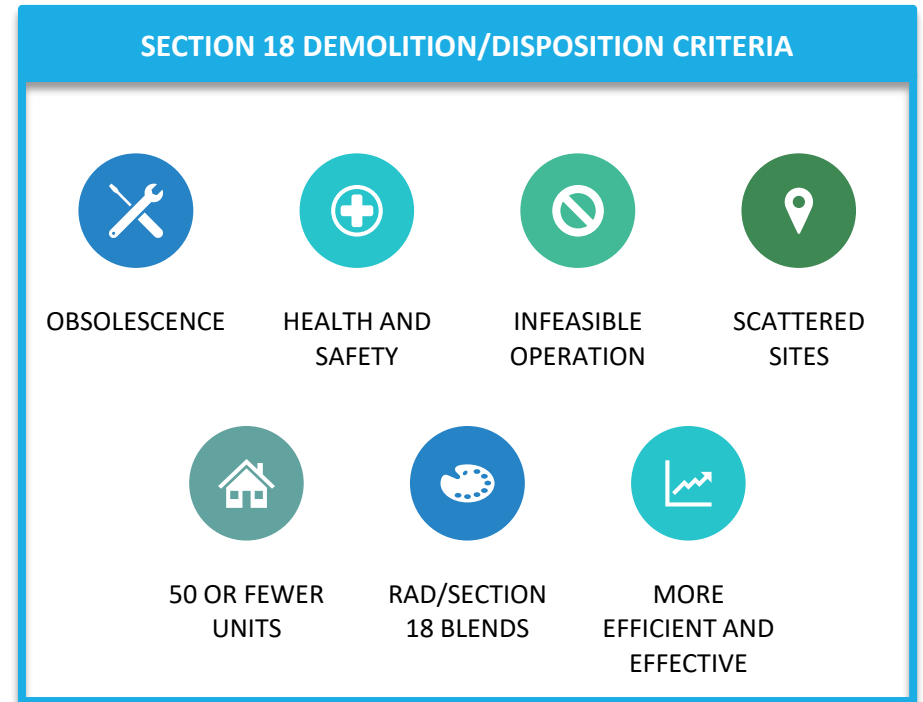 SECTION 18 DEMOLITION/DISPOSITION CRITERIA
OBSOLESCENCE
HEALTH AND
SAFETY
INFEASIBLE
OPERATION
SCATTERED
SITES
50 OR FEWER
UNITS
RAD/SECTION
18 BLENDS
MORE
EFFICIENT AND
EFFECTIVE